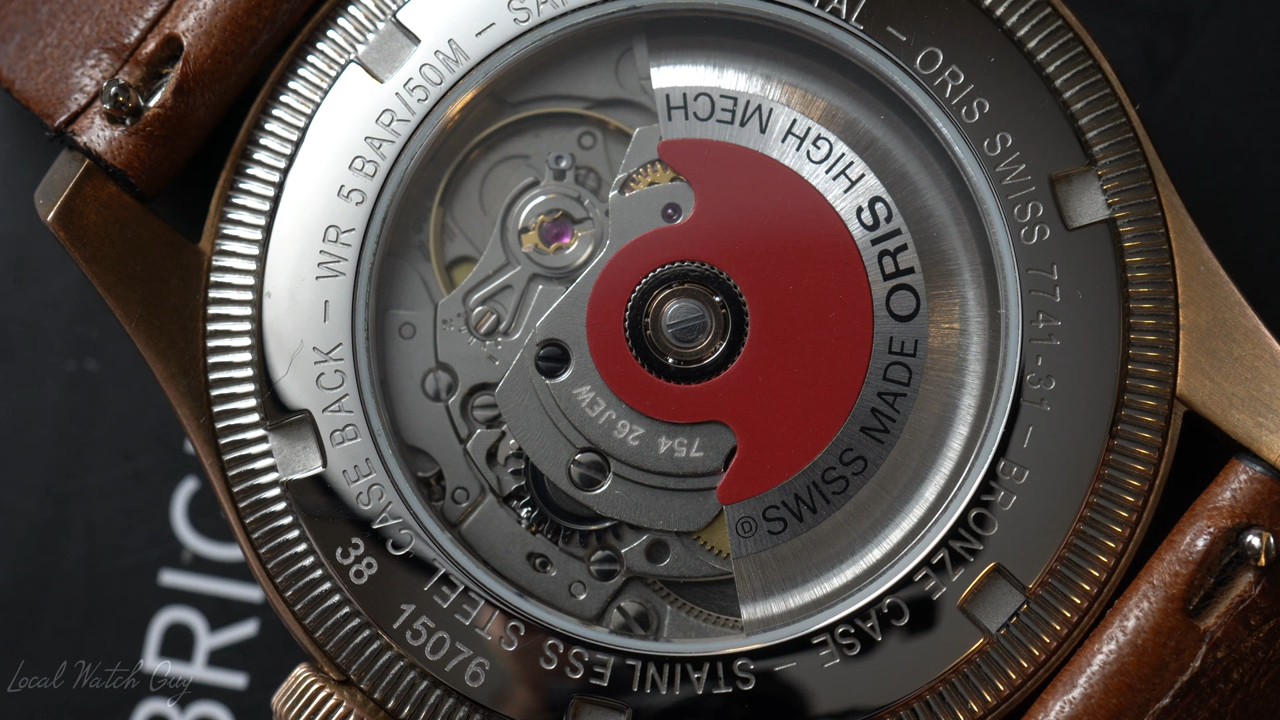 CASE BACK – WR 5 BAR/50M – SA
TAL – ORIS SWISS 7741-31 – BRONZE CASE – STAINLESS STEEL
38 15076
HIGH MECH
ORIS
SWISS MADE
754 26 JEW
BRIC
Local Watch Guy